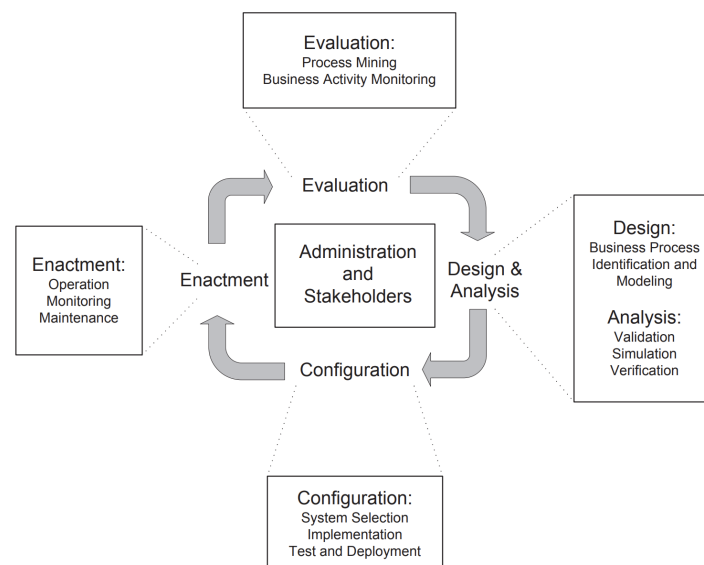 Evaluation:
Process Mining
Business Activity Monitoring
Evaluation
Design:
Business Process
Identification and
Modeling
Analysis:
Validation
Simulation
Verification
Enactment:
Operation
Monitoring
Maintenance
Enactment
Administration
and
Stakeholders
Design &
Analysis
Configuration
Configuration:
System Selection
Implementation
Test and Deployment